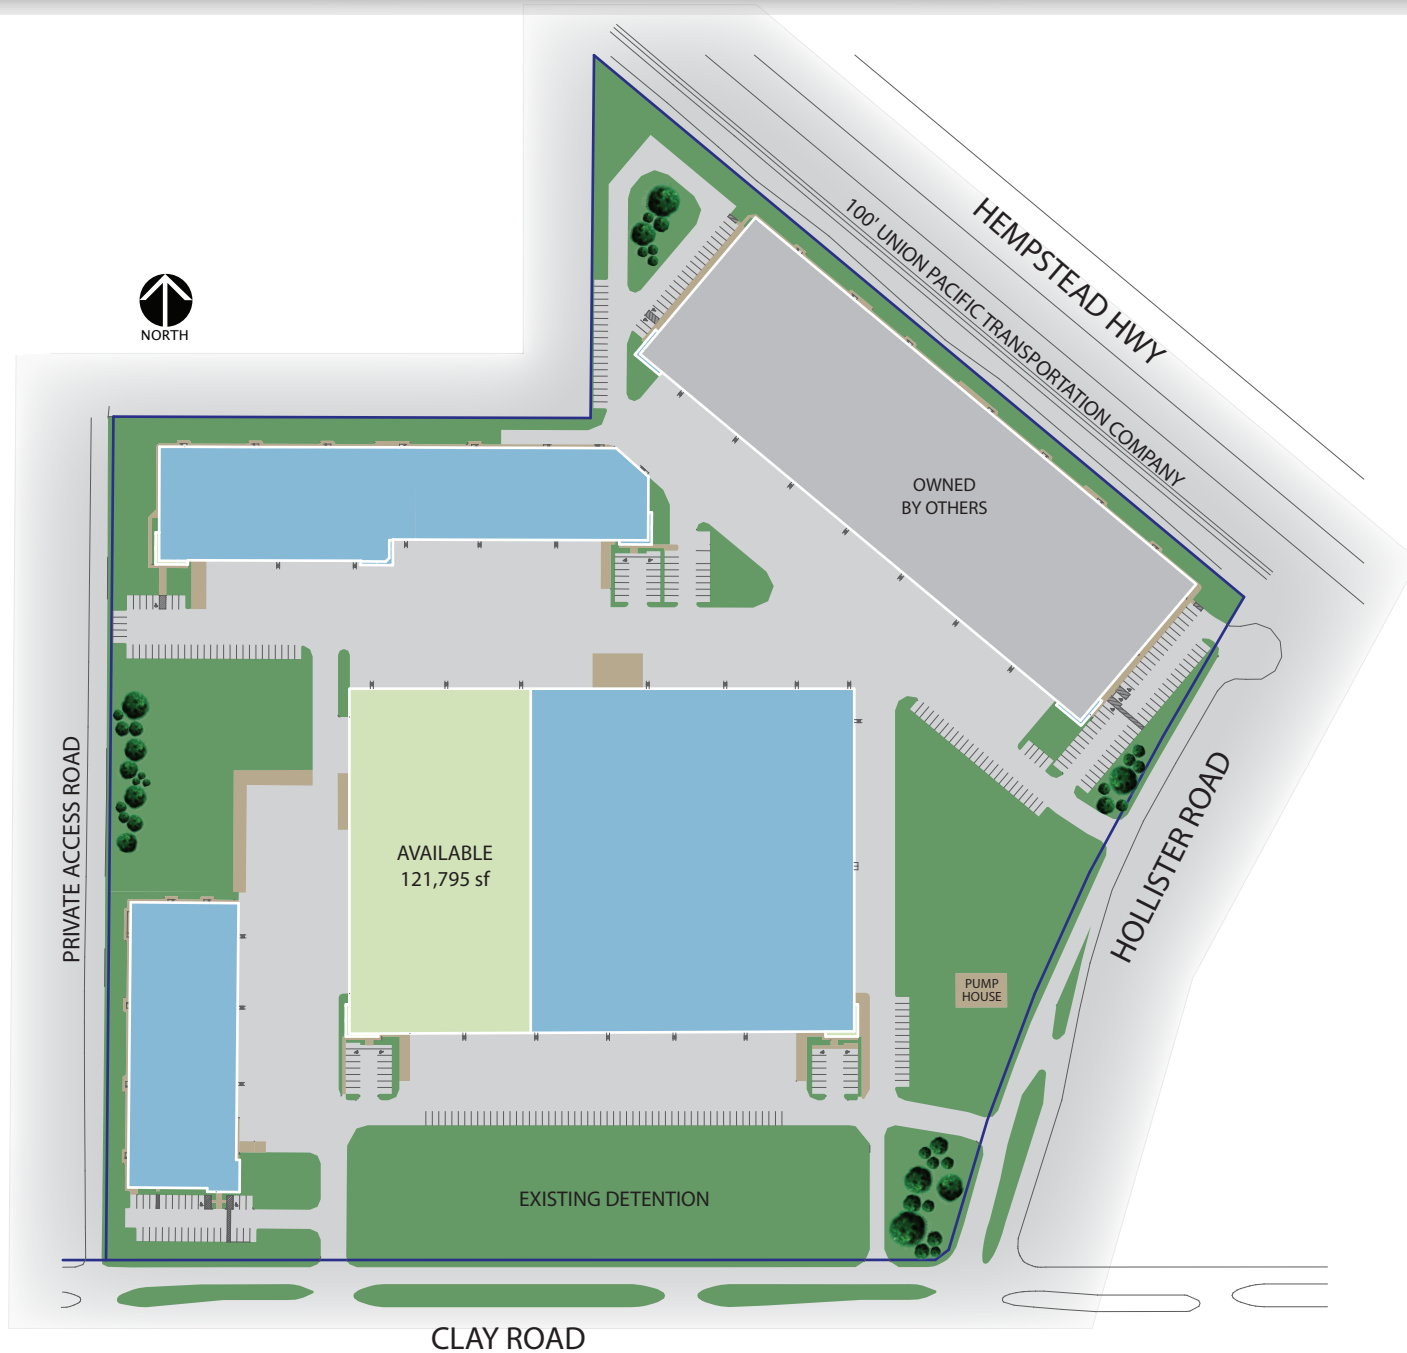 HEMPSTEAD HWY
100' UNION PACIFIC TRANSPORTATION COMPANY
NORTH
OWNED
BY OTHERS
PRIVATE ACCESS ROAD
AVAILABLE
121,795 sf
HOLLISTER ROAD
PUMP
HOUSE
EXISTING DETENTION
CLAY ROAD